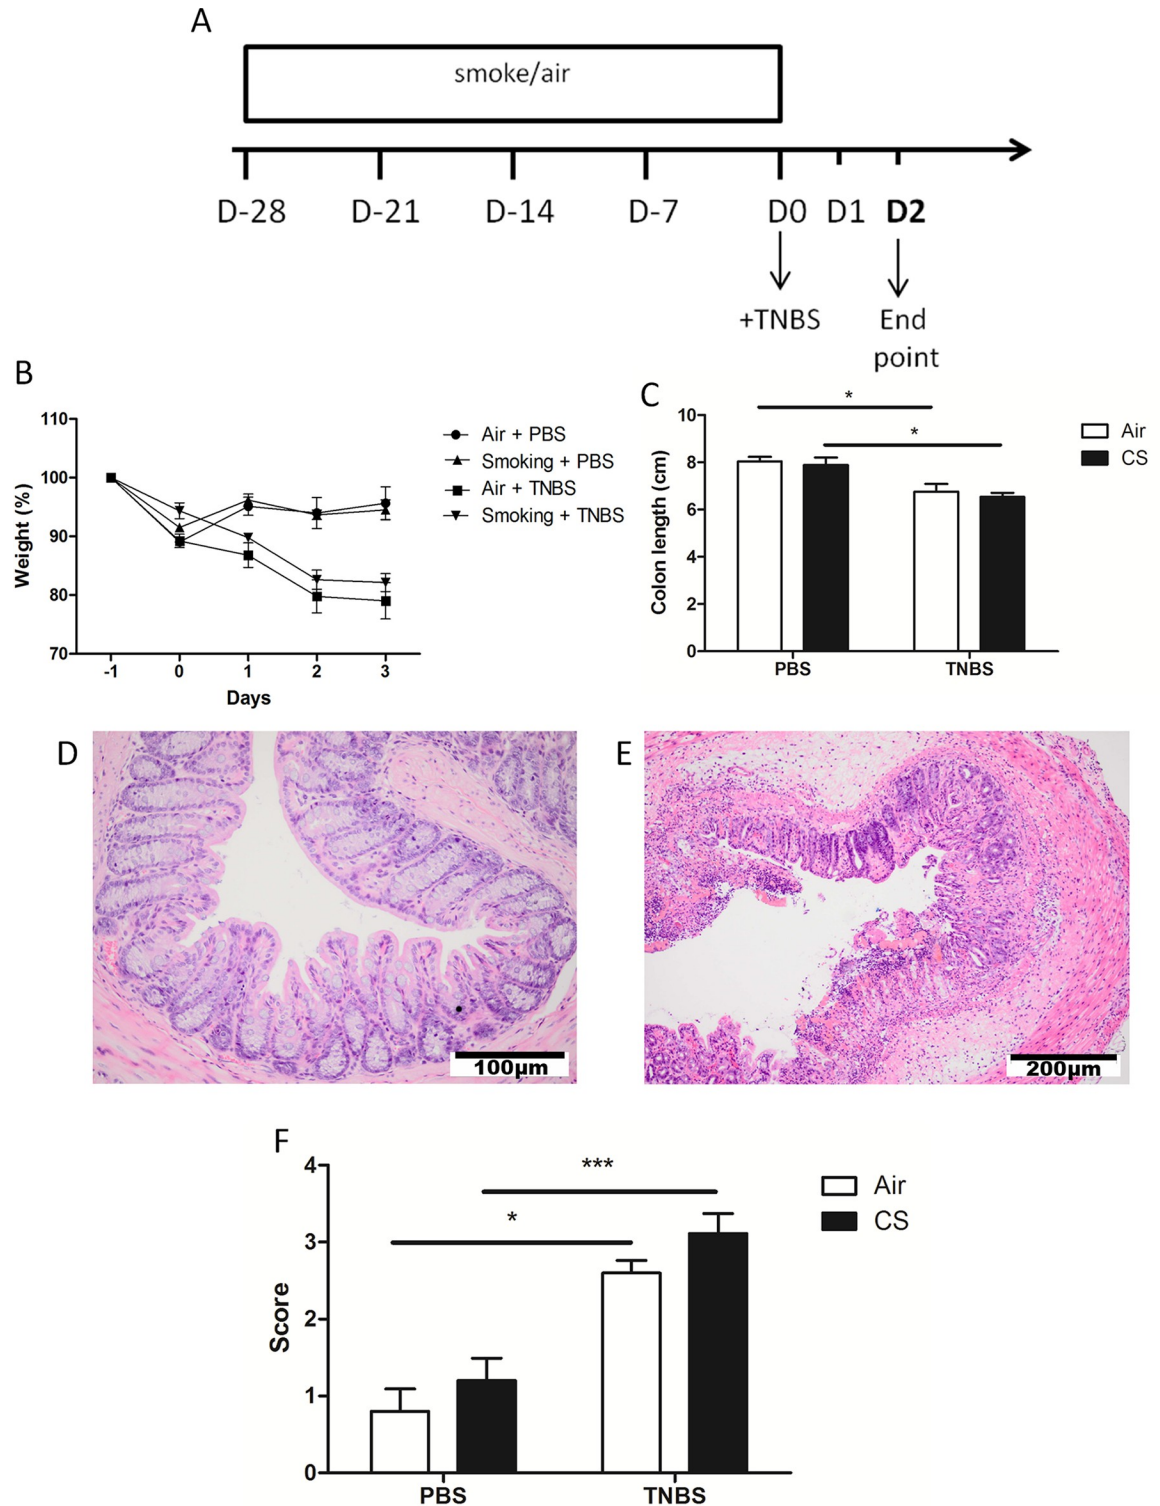 A
smoke/air
D-28 D-21 D-14 D-7 D0 D1 D2
+TNBS End
point
B
110
100
90
80
70
Weight (%)
-1 0 1 2 3
Days
Air + PBS
Smoking + PBS
Air + TNBS
Smoking + TNBS
C
10
8
6
4
2
0
Colon length (cm)
*
*
PBS TNBS
Air
CS
D
100μm
E
200μm
F
4
3
2
1
0
Score
***
*
PBS TNBS
Air
CS